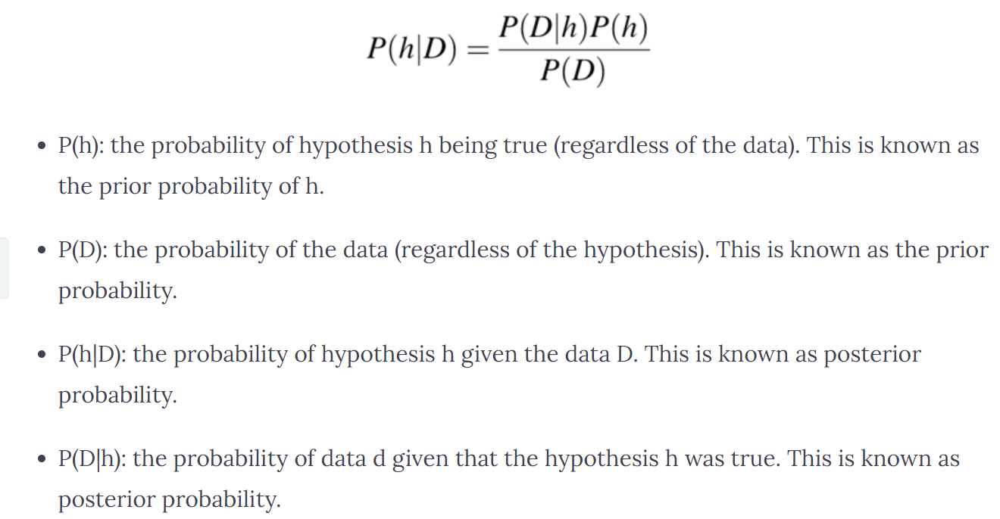 P(h|D) = P(D|h)P(h) / P(D)
• P(h): the probability of hypothesis h being true (regardless of the data). This is known as
the prior probability of h.
• P(D): the probability of the data (regardless of the hypothesis). This is known as the prior
probability.
• P(h|D): the probability of hypothesis h given the data D. This is known as posterior
probability.
• P(D|h): the probability of data d given that the hypothesis h was true. This is known as
posterior probability.